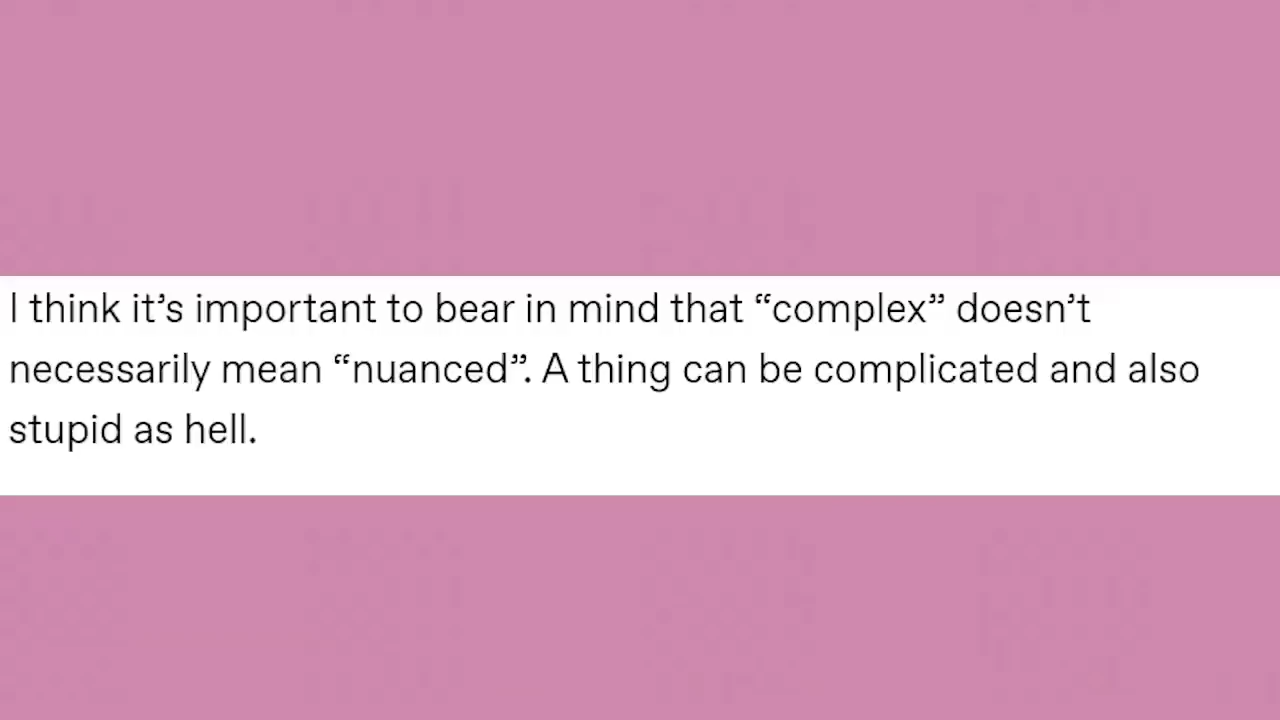 I think it’s important to bear in mind that “complex” doesn’t
necessarily mean “nuanced”. A thing can be complicated and also
stupid as hell.